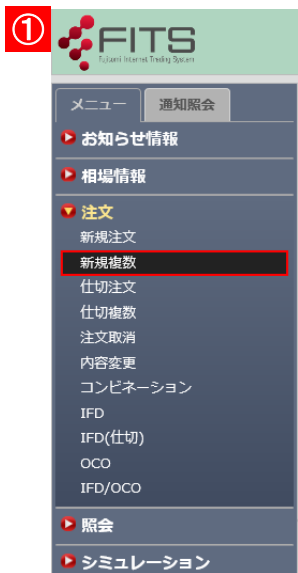 ①
FITS
Fujitomi Internet Trading System
メニュー 通知照会
お知らせ情報
相場情報
注文
新規注文
新規複数
仕切注文
仕切複数
注文取消
内容変更
コンビネーション
IFD
IFD(仕切)
OCO
IFD/OCO
照会
シミュレーション